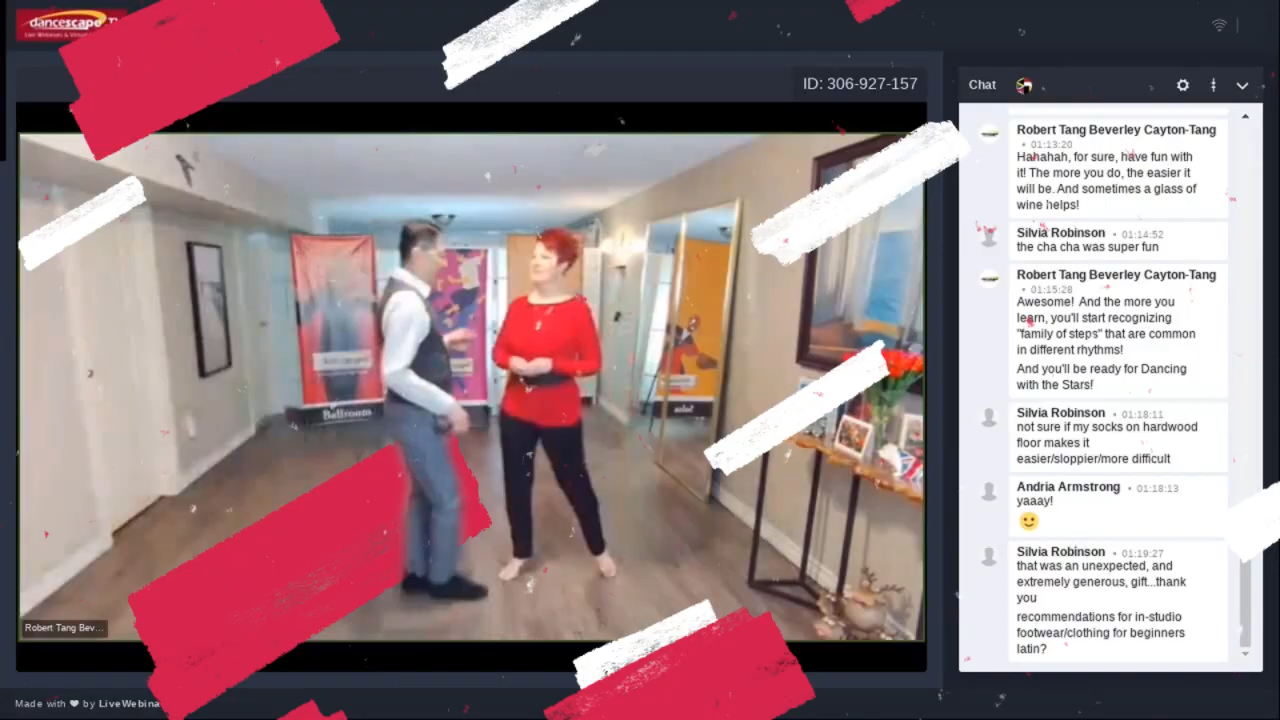 dancescape TV
Live Webinars & Virtual
ID: 306-927-157
Ballroom
Salsa
Robert Tang Bev...
Made with ❤ by LiveWebina
Chat
Robert Tang Beverley Cayton-Tang
• 01:13:20
Hahahah, for sure, have fun with
it! The more you do, the easier it
will be. And sometimes a glass of
wine helps!
Silvia Robinson • 01:14:52
the cha cha was super fun
Robert Tang Beverley Cayton-Tang
• 01:15:28
Awesome! And the more you
learn, you'll start recognizing
"family of steps" that are common
in different rhythms!
And you'll be ready for Dancing
with the Stars!
Silvia Robinson • 01:18:11
not sure if my socks on hardwood
floor makes it
easier/sloppier/more difficult
Andria Armstrong • 01:18:13
yaaay!
🙂
Silvia Robinson • 01:19:27
that was an unexpected, and
extremely generous, gift...thank
you
recommendations for in-studio
footwear/clothing for beginners
latin?